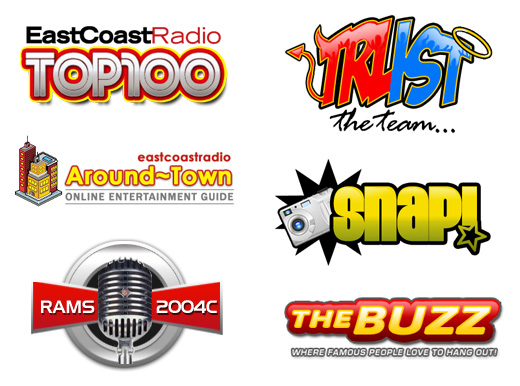 EastCoastRadio
TOP100
TRUST
the team...
eastcoastradio
Around~Town
ONLINE ENTERTAINMENT GUIDE
snap!
RAMS 2004C
THE BUZZ
WHERE FAMOUS PEOPLE LOVE TO HANG OUT!